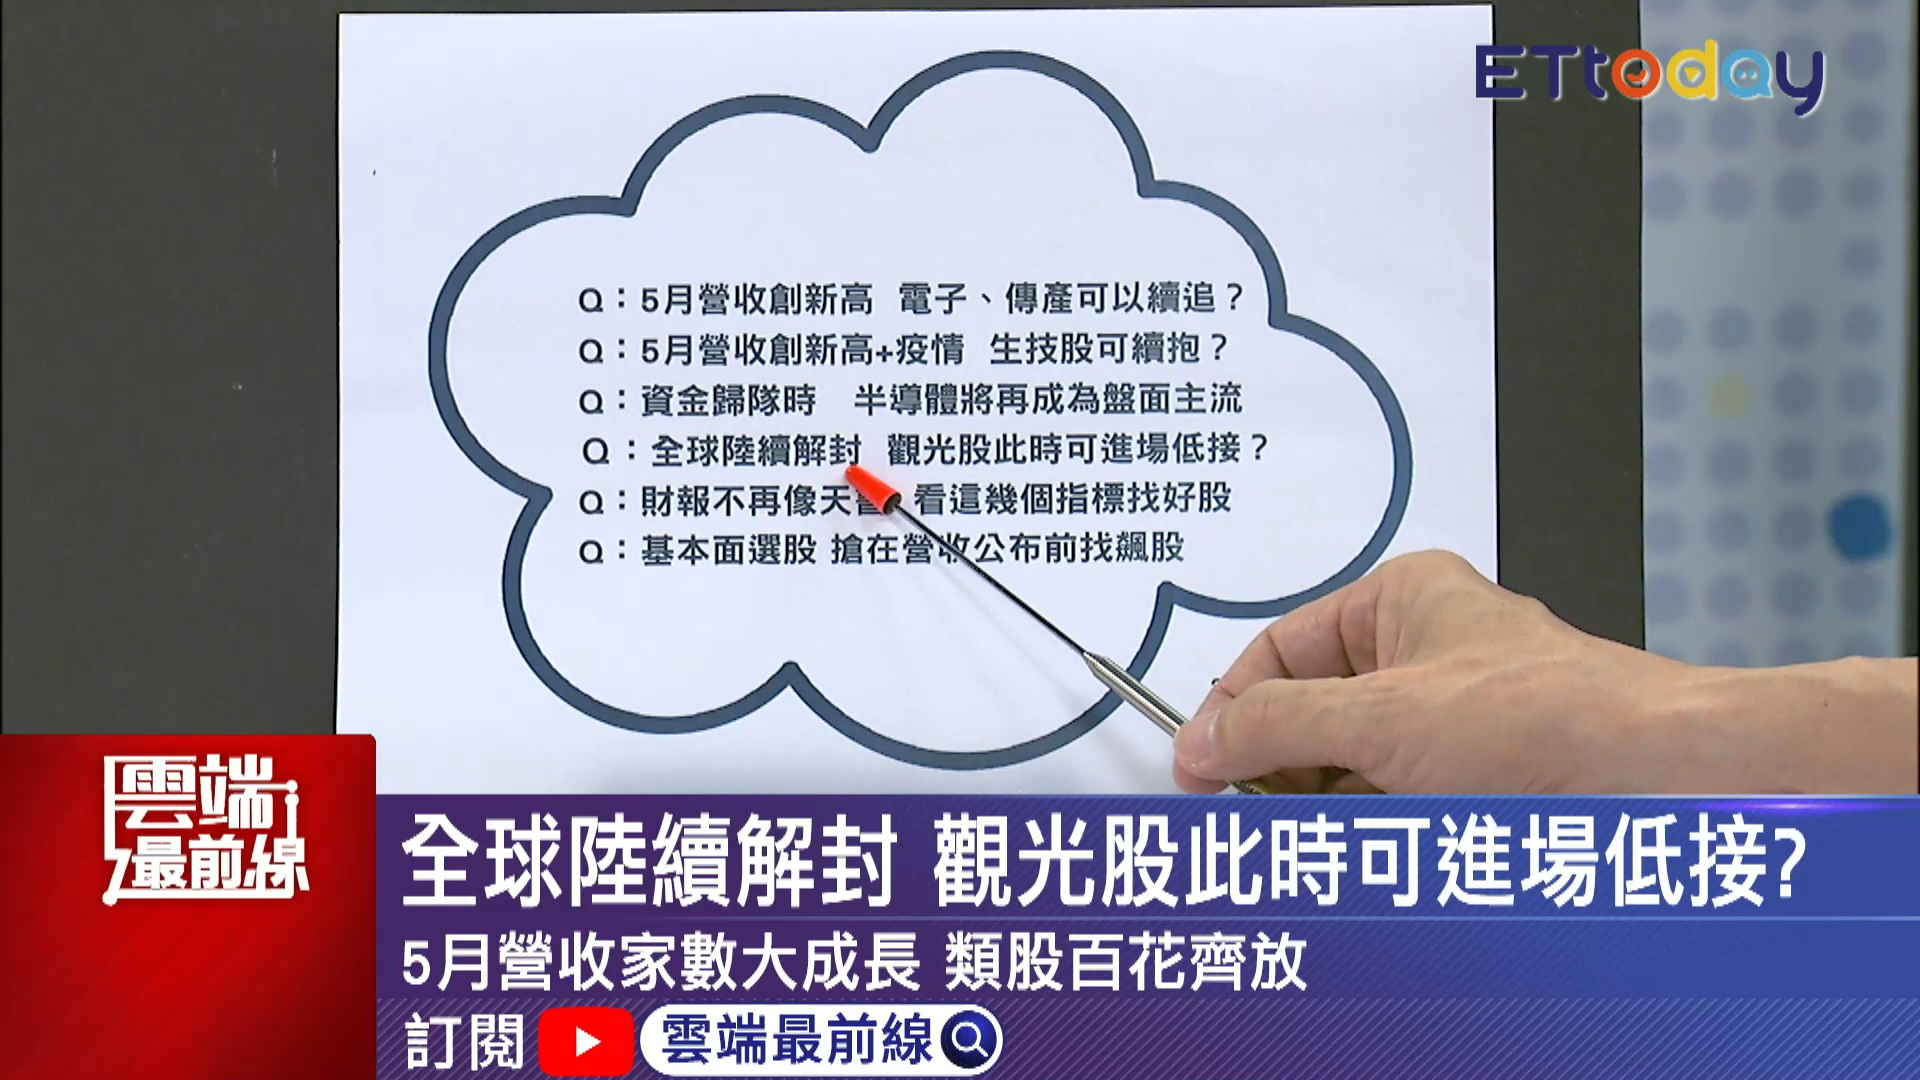 ETtoday
Q：5月營收創新高 電子、傳產可以續追？
Q：5月營收創新高+疫情 生技股可續抱？
Q：資金歸隊時 半導體將再成為盤面主流
Q：全球陸續解封 觀光股此時可進場低接？
Q：財報不再像天書 看這幾個指標找好股
Q：基本面選股 搶在營收公布前找飆股
雲端
最前線
全球陸續解封 觀光股此時可進場低接?
5月營收家數大成長 類股百花齊放
訂閱 雲端最前線